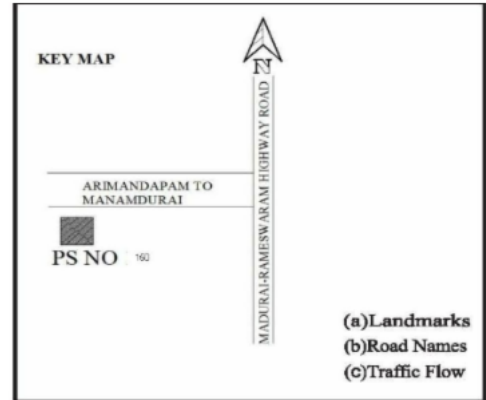 KEY MAP
N
MADURAI-RAMESWARAM HIGHWAY ROAD
ARIMANDAPAM TO
MANAMDURAI
PS NO 160
(a)Landmarks
(b)Road Names
(c)Traffic Flow